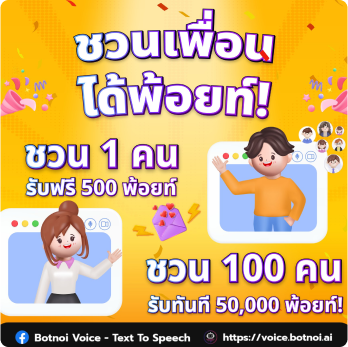 ชวนเพื่อน
ได้พ้อยท์!
ชวน 1 คน
รับฟรี 500 พ้อยท์
ชวน 100 คน
รับทันที 50,000 พ้อยท์!
Botnoi Voice - Text To Speech
https://voice.botnoi.ai